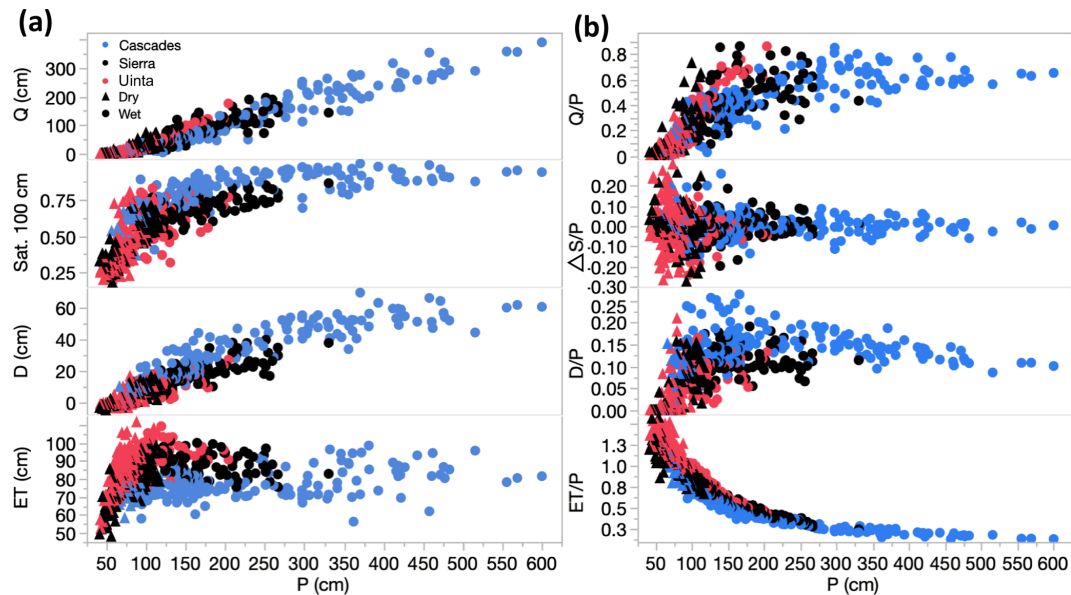 (a)
Cascades
Sierra
Uinta
Dry
Wet
Q (cm)
300
200
100
0
Sat. 100 cm
0.75
0.50
0.25
D (cm)
60
40
20
0
ET (cm)
100
90
80
70
60
50
50 100 150 200 250 300 350 400 450 500 550 600
P (cm)
(b)
Q/P
0.8
0.6
0.4
0.2
0
ΔS/P
0.20
0.10
0.00
-0.10
-0.20
-0.30
D/P
0.25
0.20
0.15
0.10
0.05
0.00
ET/P
1.3
1.0
0.8
0.5
0.3
50 100 150 200 250 300 350 400 450 500 550 600
P (cm)